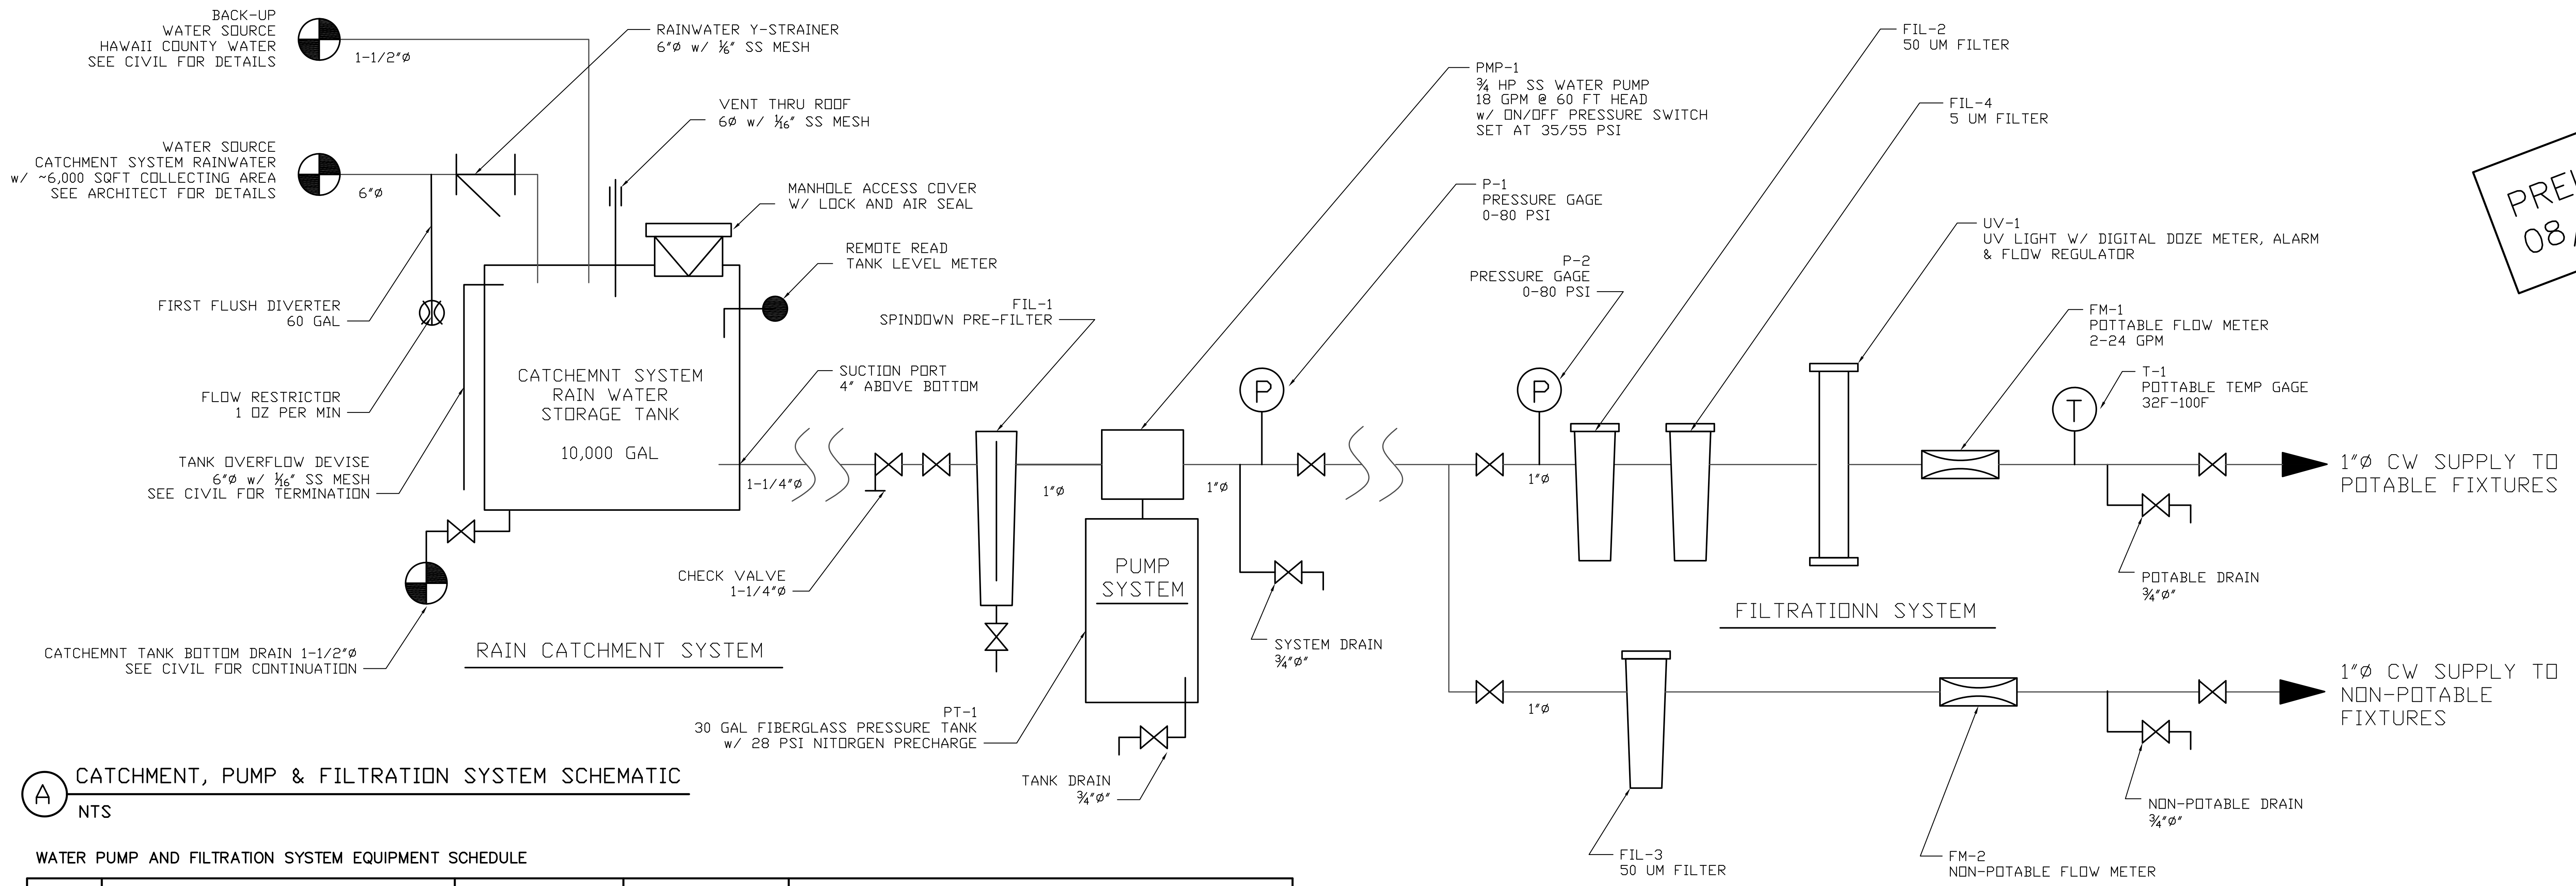 BACK-UP
WATER SOURCE
HAWAII COUNTY WATER
SEE CIVIL FOR DETAILS
1-1/2"Ø
RAINWATER Y-STRAINER
6"Ø w/ ⅙" SS MESH
VENT THRU ROOF
6Ø w/ 1/16" SS MESH
WATER SOURCE
CATCHMENT SYSTEM RAINWATER
w/ ~6,000 SQFT COLLECTING AREA
SEE ARCHITECT FOR DETAILS
6"Ø
MANHOLE ACCESS COVER
W/ LOCK AND AIR SEAL
REMOTE READ
TANK LEVEL METER
FIRST FLUSH DIVERTER
60 GAL
FLOW RESTRICTOR
1 OZ PER MIN
TANK OVERFLOW DEVISE
6"Ø w/ 1/16" SS MESH
SEE CIVIL FOR TERMINATION
CATCHEMNT SYSTEM
RAIN WATER
STORAGE TANK
10,000 GAL
SUCTION PORT
4" ABOVE BOTTOM
1-1/4"Ø
CATCHEMNT TANK BOTTOM DRAIN 1-1/2"Ø
SEE CIVIL FOR CONTINUATION
RAIN CATCHMENT SYSTEM
CHECK VALVE
1-1/4"Ø
FIL-1
SPINDOWN PRE-FILTER
1"Ø
PMP-1
¾ HP SS WATER PUMP
18 GPM @ 60 FT HEAD
w/ ON/OFF PRESSURE SWITCH
SET AT 35/55 PSI
P-1
PRESSURE GAGE
0-80 PSI
P
1"Ø
PUMP
SYSTEM
PT-1
30 GAL FIBERGLASS PRESSURE TANK
w/ 28 PSI NITORGEN PRECHARGE
TANK DRAIN
¾"Ø"
SYSTEM DRAIN
¾"Ø"
P-2
PRESSURE GAGE
0-80 PSI
P
1"Ø
FIL-2
50 UM FILTER
FIL-4
5 UM FILTER
UV-1
UV LIGHT W/ DIGITAL DOZE METER, ALARM
& FLOW REGULATOR
FM-1
POTTABLE FLOW METER
2-24 GPM
T-1
POTTABLE TEMP GAGE
32F-100F
T
1"Ø CW SUPPLY TO
POTABLE FIXTURES
POTABLE DRAIN
¾"Ø"
FILTRATIONN SYSTEM
1"Ø
FIL-3
50 UM FILTER
FM-2
NON-POTABLE FLOW METER
NON-POTABLE DRAIN
¾"Ø"
1"Ø CW SUPPLY TO
NON-POTABLE
FIXTURES
A
CATCHMENT, PUMP & FILTRATION SYSTEM SCHEMATIC
NTS
WATER PUMP AND FILTRATION SYSTEM EQUIPMENT SCHEDULE